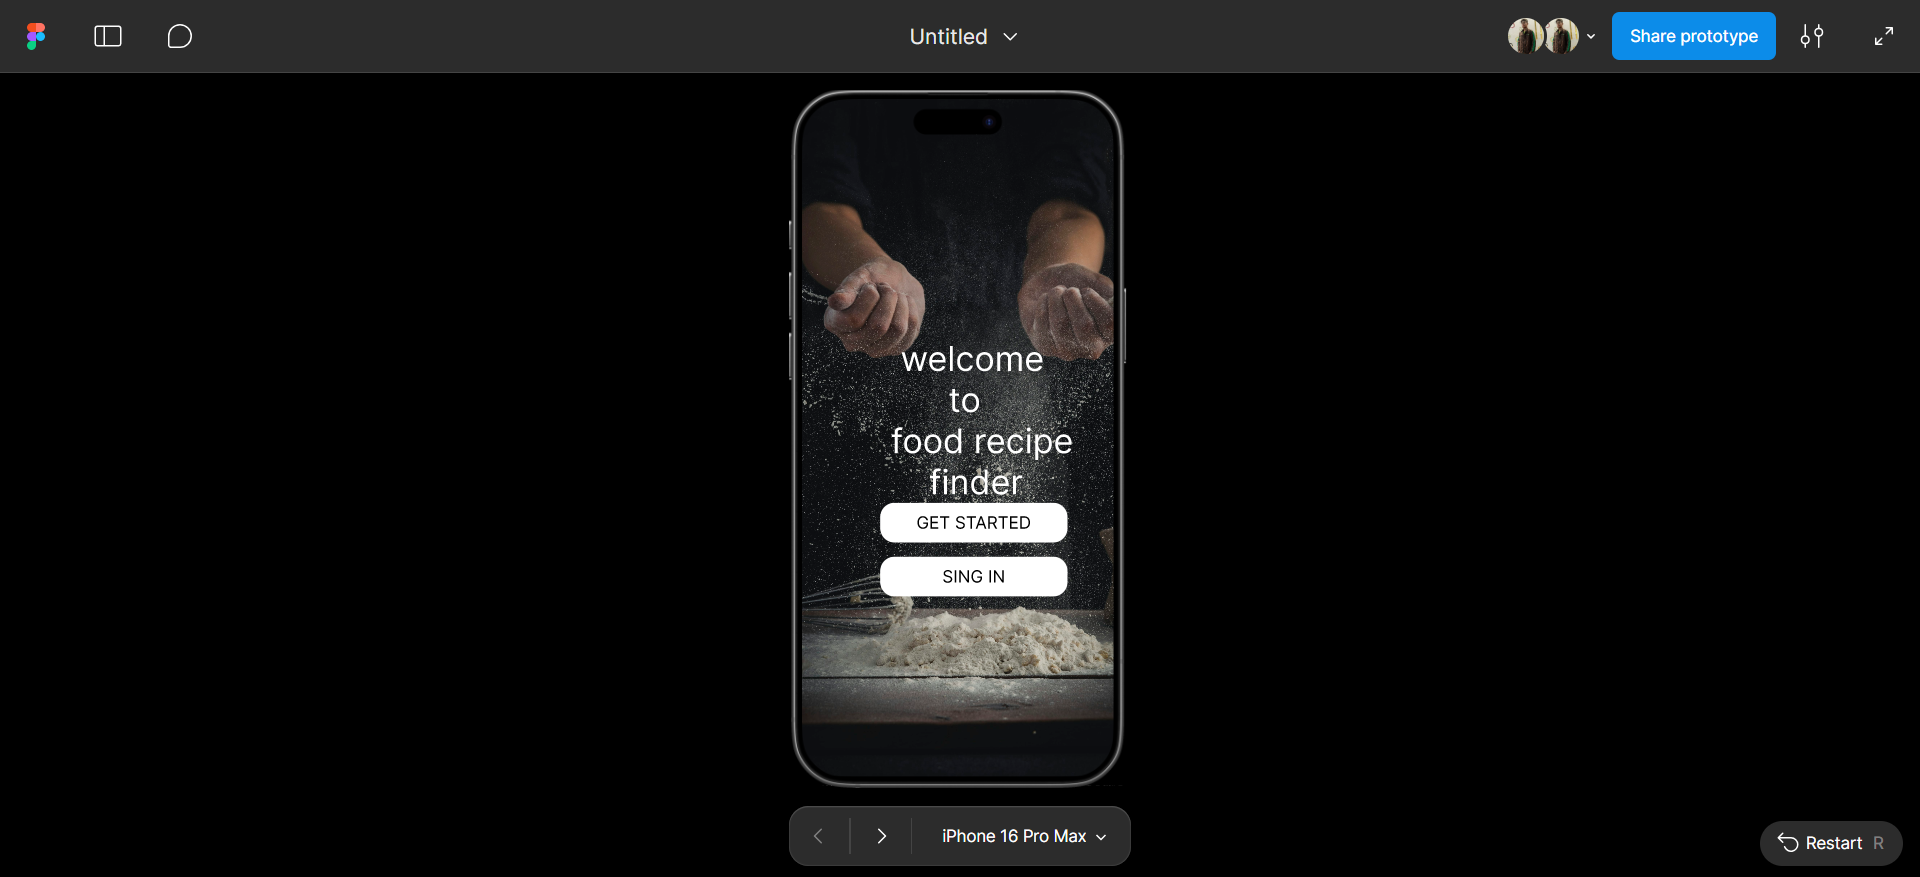 Untitled
Share prototype
welcome
to
food recipe
finder
GET STARTED
SING IN
iPhone 16 Pro Max
Restart R